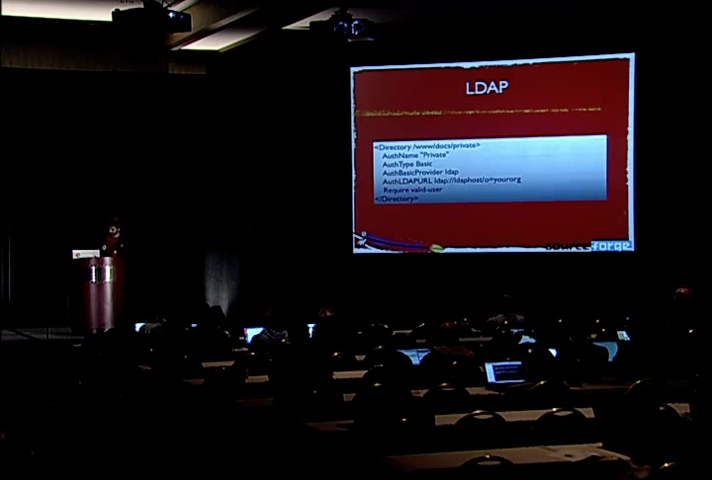 LDAP
<Directory /www/docs/private>
AuthName "Private"
AuthType Basic
AuthBasicProvider ldap
AuthLDAPURL ldap://ldaphost/o=yourorg
Require valid-user
</Directory>
sourceforge